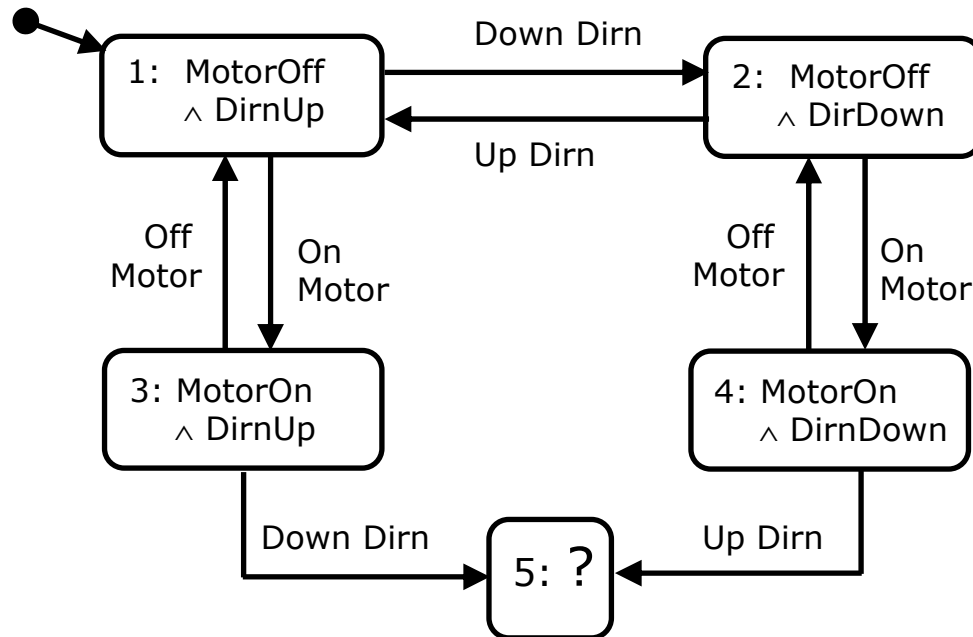 Down Dirn
1: MotorOff
∧ DirnUp
2: MotorOff
∧ DirDown
Up Dirn
Off
Motor
On
Motor
Off
Motor
On
Motor
3: MotorOn
∧ DirnUp
4: MotorOn
∧ DirnDown
Down Dirn
5: ?
Up Dirn